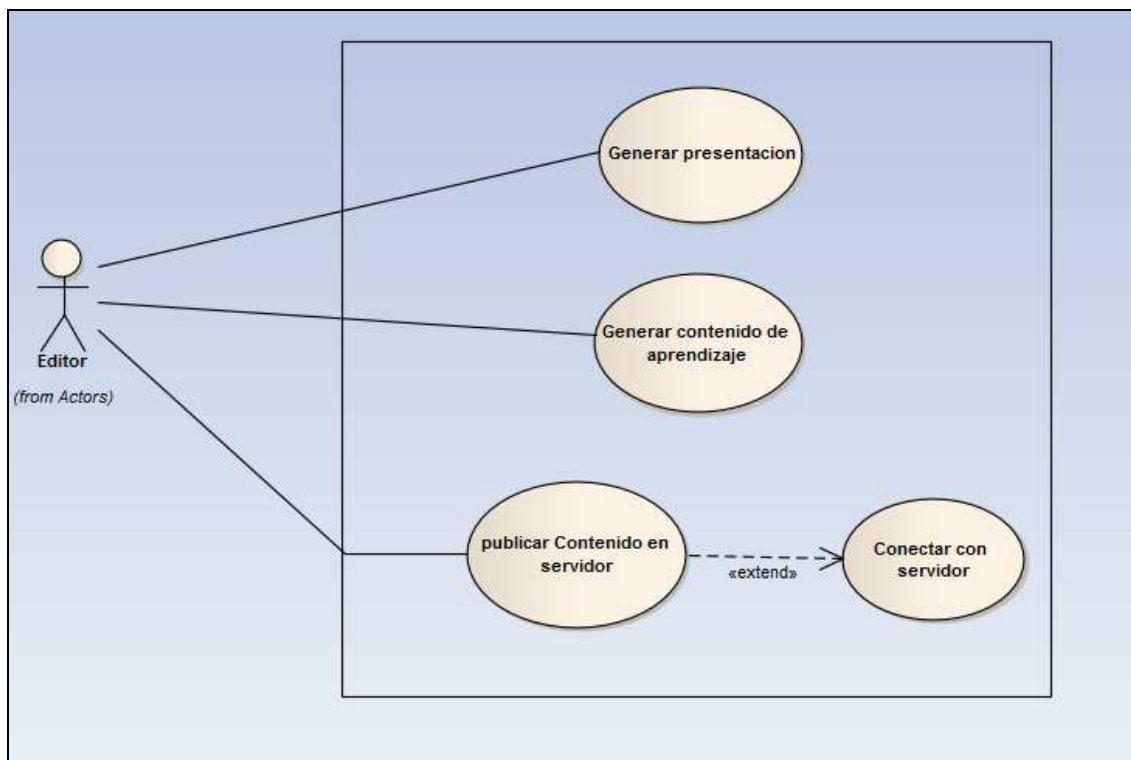 Generar presentacion
Editor
(from Actors)
Generar contenido de
aprendizaje
publicar Contenido en
servidor
«extend»
Conectar con
servidor